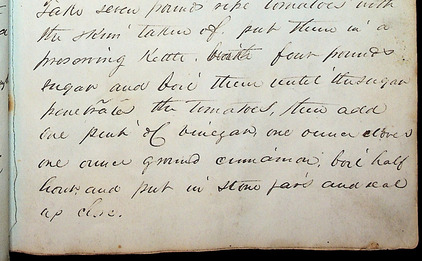 Take seven pounds ripe tomatoes with
the skins taken off, put them in a
preserving kettle. with four pounds
sugar and boil them until the sugar
penetrates the tomatoes, then add
one pint of vinegar, one ounce cloves
one ounce ground cinnamon, boil half
hour, and put in stone jars and seal
up close.